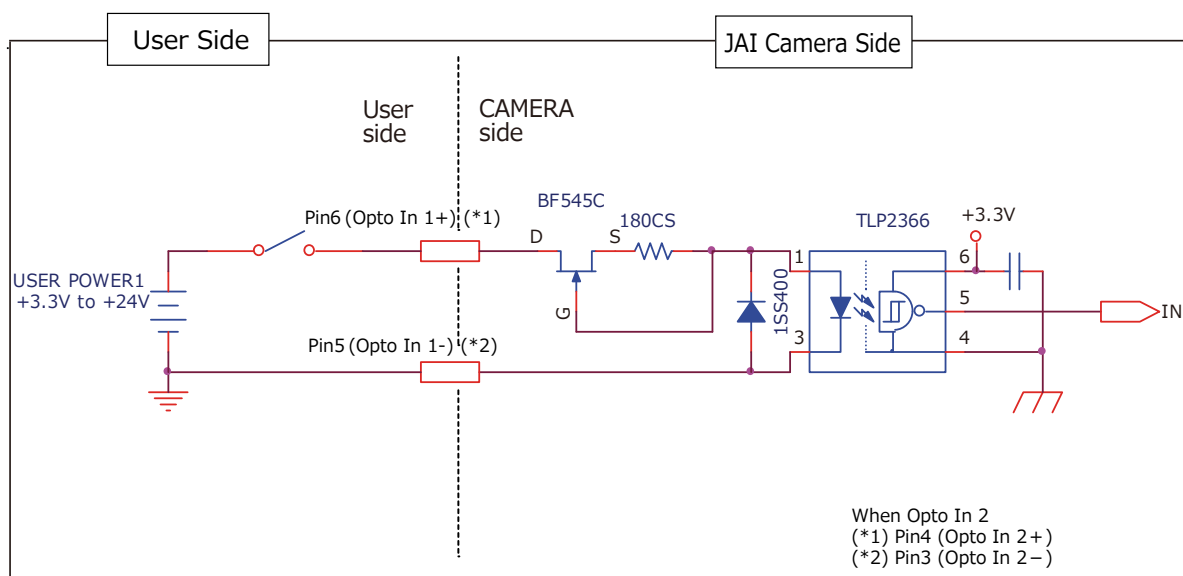 User Side
JAI Camera Side
User
side
CAMERA
side
BF545C
Pin6 (Opto In 1+) (*1)
180CS
TLP2366
+3.3V
D
S
1
6
USER POWER1
+3.3V to +24V
G
1SS400
5
IN
Pin5 (Opto In 1-) (*2)
3
4
When Opto In 2
(*1) Pin4 (Opto In 2+)
(*2) Pin3 (Opto In 2−)